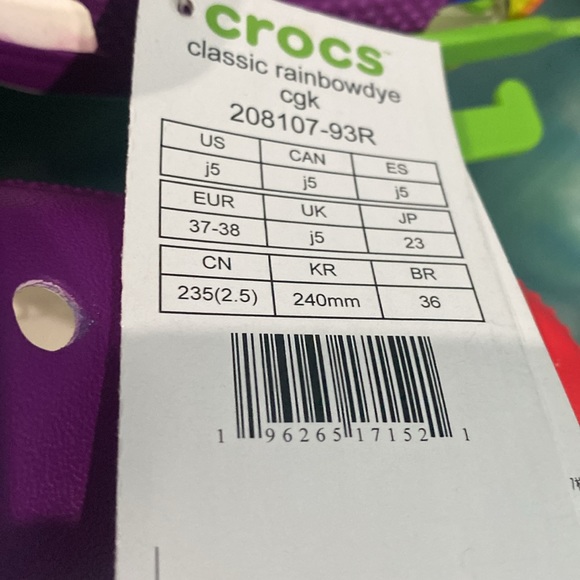 crocs™
classic rainbowdye
cgk
208107-93R
US CAN ES
j5 j5 j5
EUR UK JP
37-38 j5 23
CN KR BR
235(2.5) 240mm 36
1 96265 17152 1